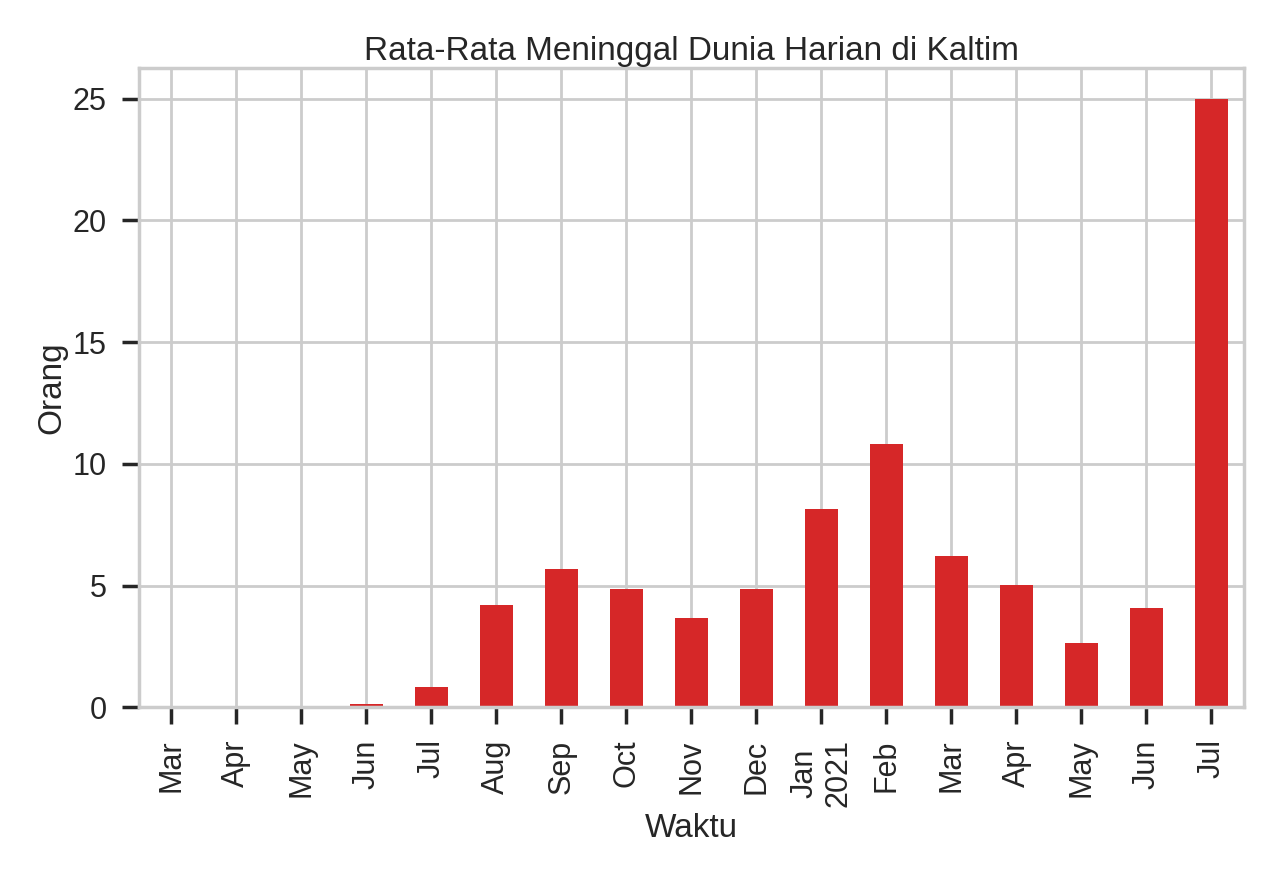 Rata-Rata Meninggal Dunia Harian di Kaltim
25
20
15
10
5
0
Orang
Mar
Apr
May
Jun
Jul
Aug
Sep
Oct
Nov
Dec
Jan
2021
Feb
Mar
Apr
May
Jun
Jul
Waktu